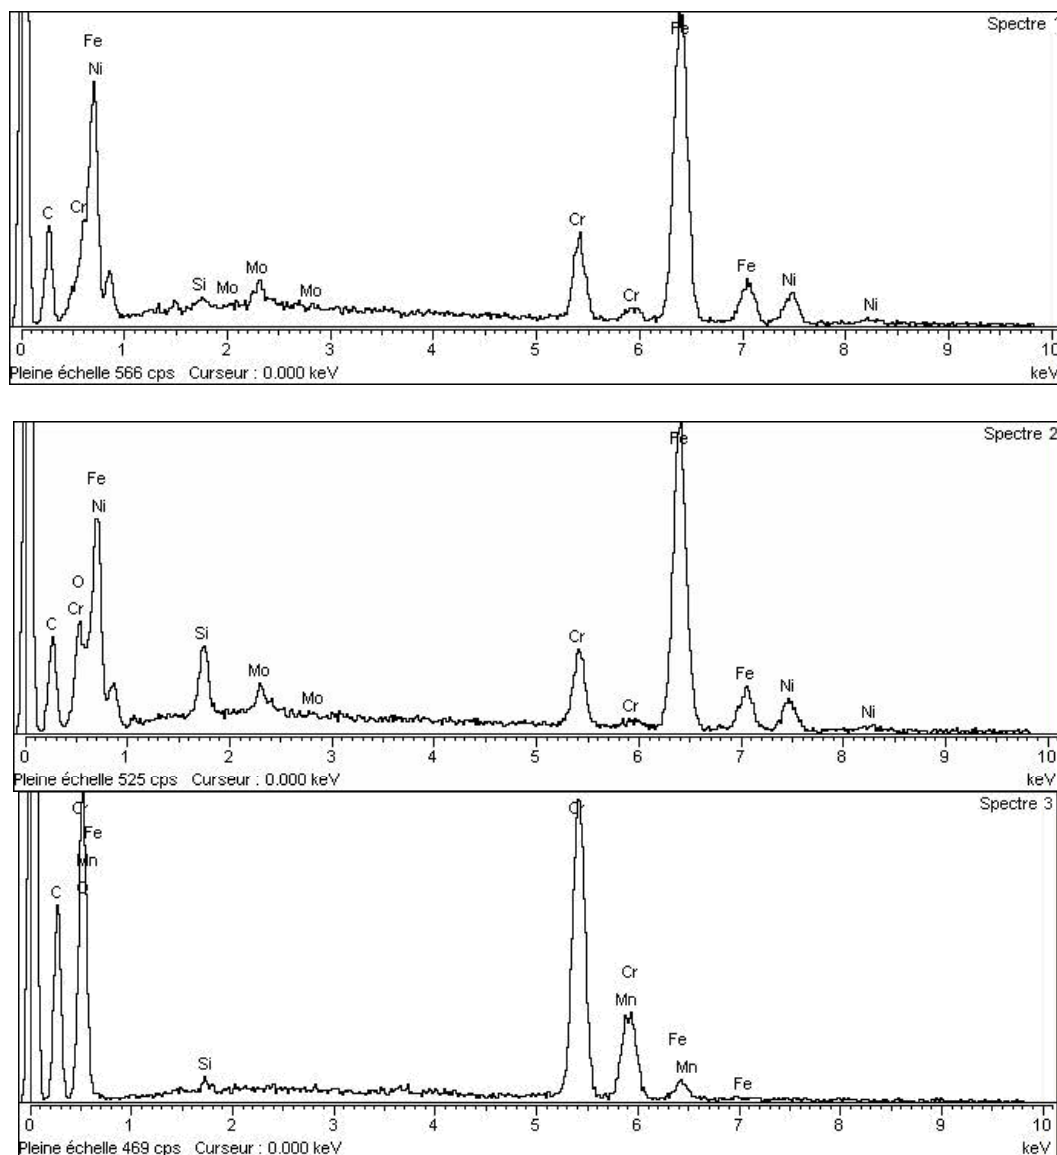 Spectre 1
Fe
Fe
Ni
Cr
C
Cr
Mo
Si
Mo
Mo
Cr
Fe
Ni
Ni
0 1 2 3 4 5 6 7 8 9 10
Pleine échelle 566 cps Curseur : 0.000 keV
keV
Spectre 2
Fe
Fe
Ni
O
Cr
C
Si
Mo
Mo
Cr
Cr
Fe
Ni
Ni
0 1 2 3 4 5 6 7 8 9 10
Pleine échelle 525 cps Curseur : 0.000 keV
keV
Spectre 3
Cr
Cr
Fe
Mn
O
C
Si
Cr
Mn
Fe
Mn
Fe
0 1 2 3 4 5 6 7 8 9 10
Pleine échelle 469 cps Curseur : 0.000 keV
keV